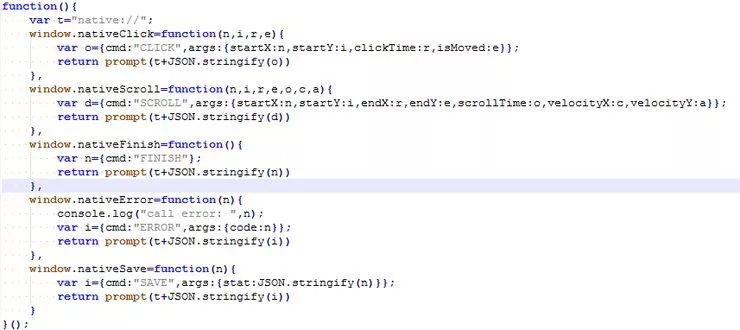 function(){
var t="native://";
window.nativeClick=function(n,i,r,e){
var o={cmd:"CLICK",args:{startX:n,startY:i,clickTime:r,isMoved:e}};
return prompt(t+JSON.stringify(o))
},
window.nativeScroll=function(n,i,r,e,o,c,a){
var d={cmd:"SCROLL",args:{startX:n,startY:i,endX:r,endY:e,scrollTime:o,velocityX:c,velocityY:a}};
return prompt(t+JSON.stringify(d))
},
window.nativeFinish=function(){
var n={cmd:"FINISH"};
return prompt(t+JSON.stringify(n))
},
window.nativeError=function(n){
console.log("call error: ",n);
var i={cmd:"ERROR",args:{code:n}};
return prompt(t+JSON.stringify(i))
},
window.nativeSave=function(n){
var i={cmd:"SAVE",args:{stat:JSON.stringify(n)}};
return prompt(t+JSON.stringify(i))
}
}();